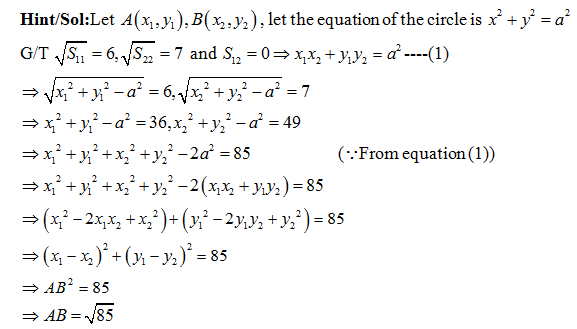 Hint/Sol:Let A(x₁,y₁), B(x₂,y₂), let the equation of the circle is x² + y² = a²
G/T √S₁₁ = 6, √S₂₂ = 7 and S₁₂ = 0 ⇒ x₁x₂ + y₁y₂ = a² ----(1)
⇒ √(x₁² + y₁² − a²) = 6, √(x₂² + y₂² − a²) = 7
⇒ x₁² + y₁² − a² = 36, x₂² + y₂² − a² = 49
⇒ x₁² + y₁² + x₂² + y₂² − 2a² = 85 (∵ From equation (1))
⇒ x₁² + y₁² + x₂² + y₂² − 2(x₁x₂ + y₁y₂) = 85
⇒ (x₁² − 2x₁x₂ + x₂²) + (y₁² − 2y₁y₂ + y₂²) = 85
⇒ (x₁ − x₂)² + (y₁ − y₂)² = 85
⇒ AB² = 85
⇒ AB = √85